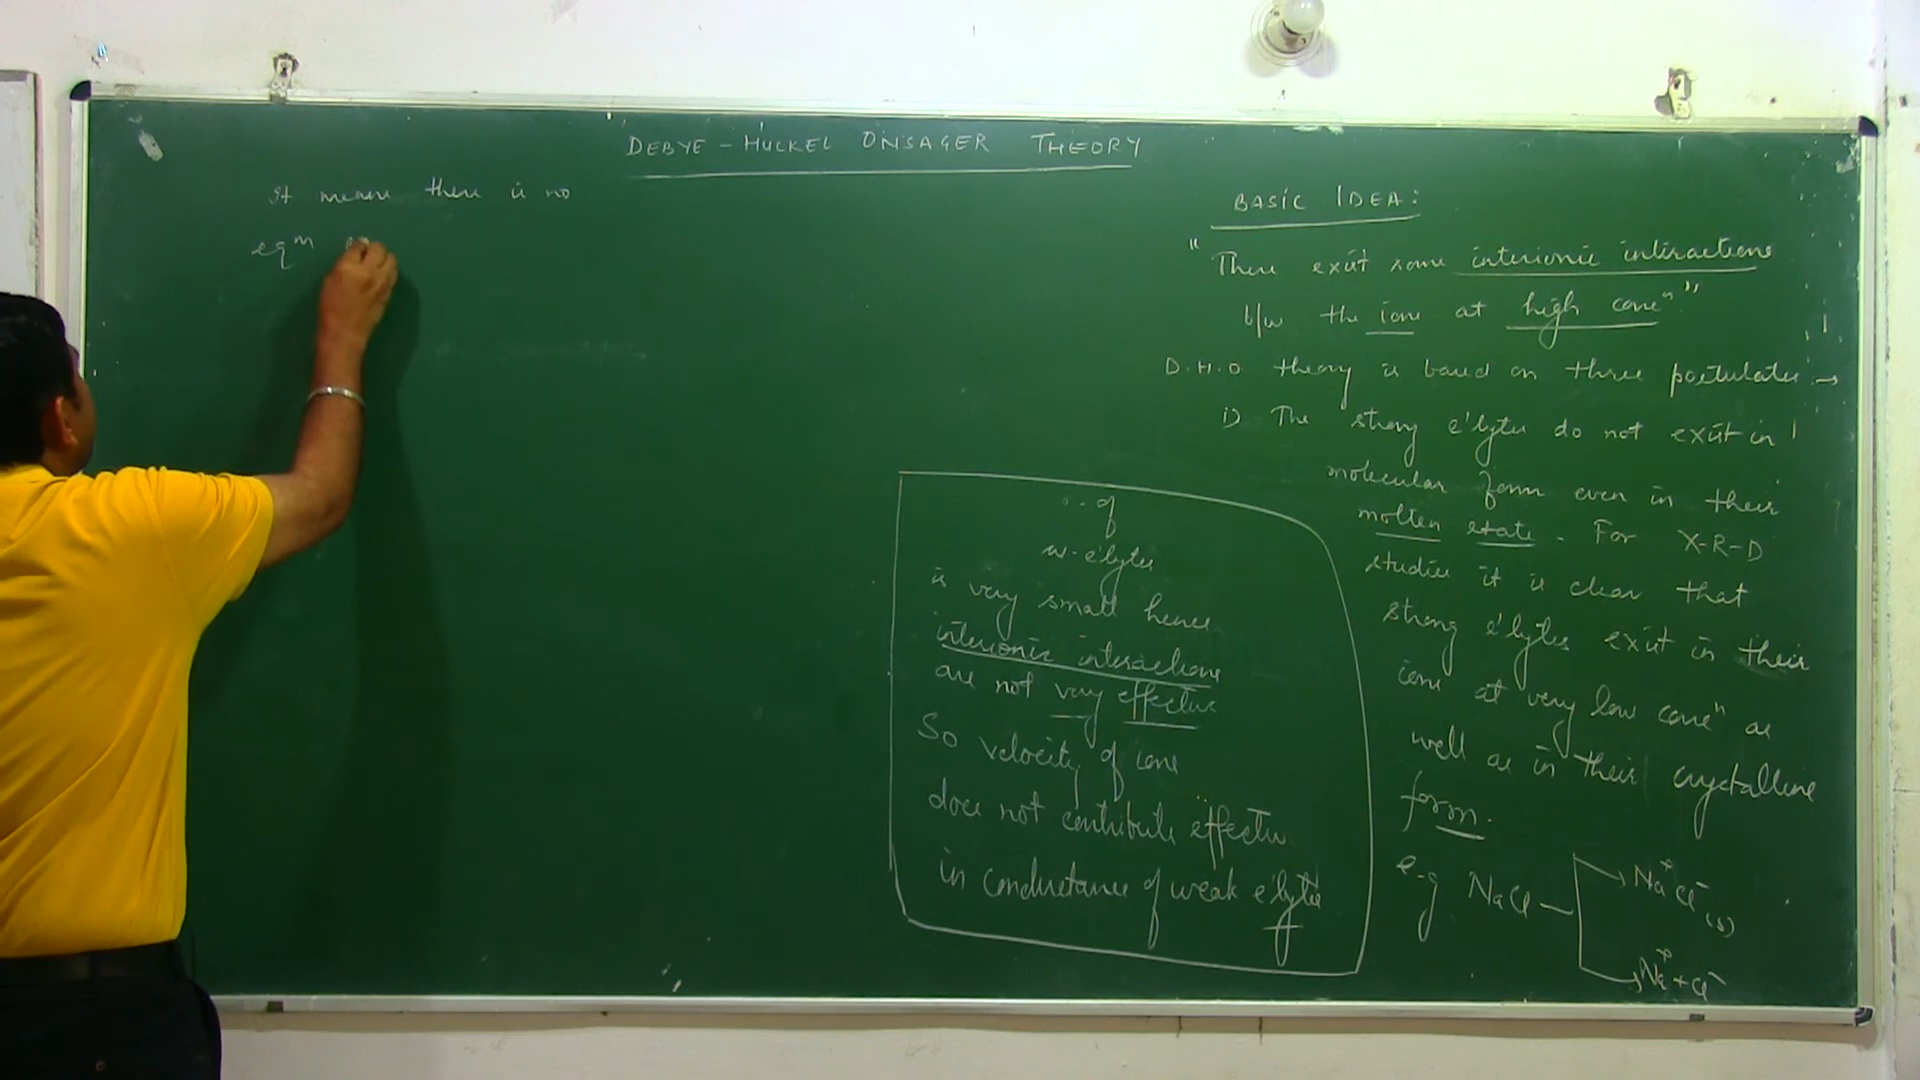 DEBYE - HUCKEL ONSAGER THEORY
It means there is no
eqᵐ
BASIC IDEA:
"There exist some interionic interactions
b/w the ions at high concⁿ"
D.H.O. theory is based on three postulates :→
i) The strong e'lytes do not exist in
molecular form even in their
molten state. For X-R-D
studies it is clear that
strong e'lytes exist in their
ions at very low concⁿ as
well as in their crystalline
form.
e-g NaCl
Na⁺Cl⁻(s)
Na⁺+Cl⁻
∝ of
w-e'lytes
is very small hence
interionic interactions
are not very effective
So velocity of ions
does not contribute effective
in conductance of weak e'lytes